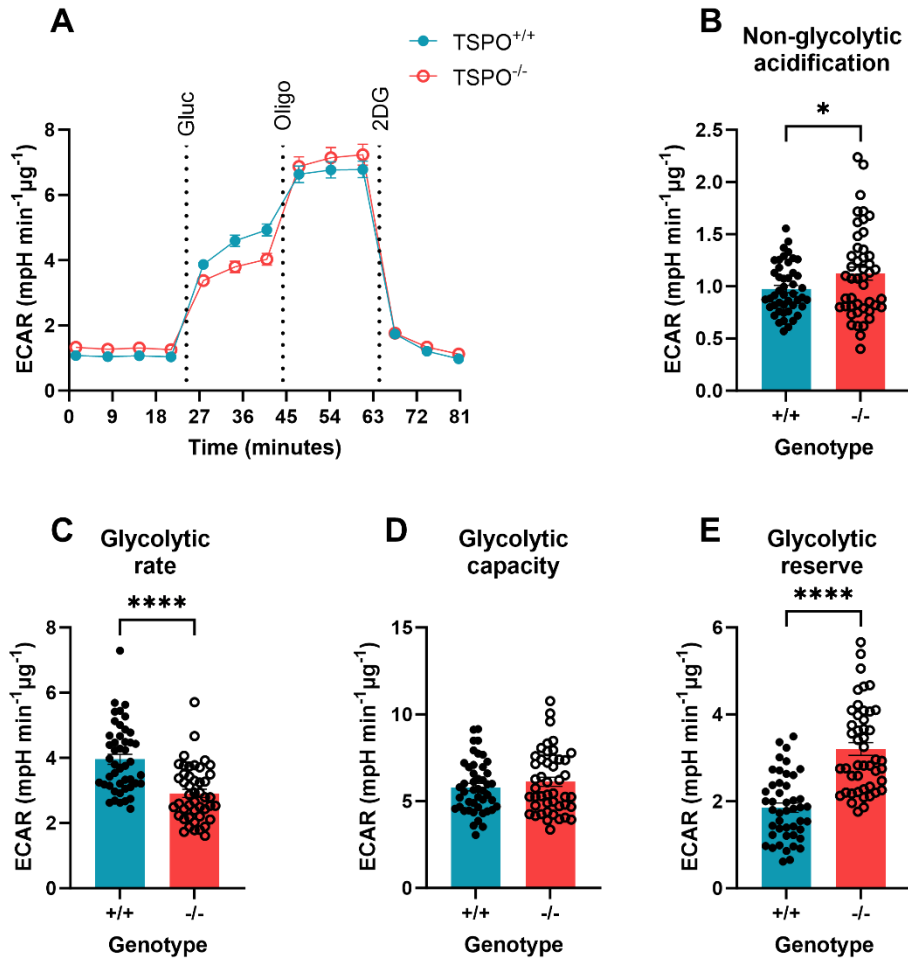 A
TSPO+/+
TSPO-/-
Gluc
Oligo
2DG
8
6
4
2
0
ECAR (mpH min-1µg-1)
0 9 18 27 36 45 54 63 72 81
Time (minutes)
B
Non-glycolytic
acidification
*
2.5
2.0
1.5
1.0
0.5
0.0
ECAR (mpH min-1µg-1)
+/+ -/-
Genotype
C
Glycolytic
rate
****
8
6
4
2
0
ECAR (mpH min-1µg-1)
+/+ -/-
Genotype
D
Glycolytic
capacity
15
10
5
0
ECAR (mpH min-1µg-1)
+/+ -/-
Genotype
E
Glycolytic
reserve
****
6
4
2
0
ECAR (mpH min-1µg-1)
+/+ -/-
Genotype